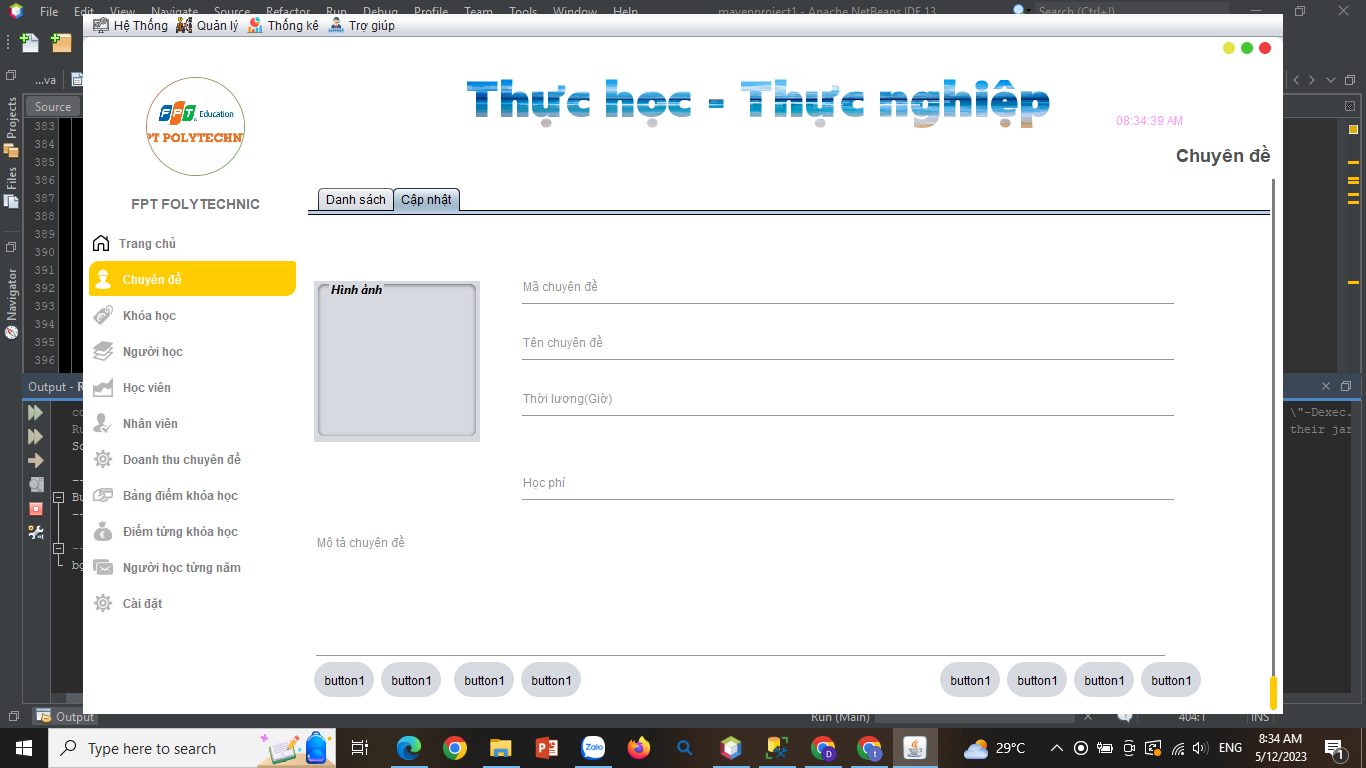 File Edit View Navigate Source Refactor Run Debug Profile Team Tools Window Help mavenproject1 - Apache NetBeans IDE 13 Search (Ctrl+I)
Hệ Thống Quản lý Thống kê Trợ giúp
...va
Source
Projects
Files
Navigator
383
384
385
386
387
388
389
390
391
392
393
394
395
396
FPT Education
PT POLYTECHN
FPT FOLYTECHNIC
Thực học - Thực nghiệp
08:34:39 AM
Chuyên đề
Trang chủ
Chuyên đề
Khóa học
Người học
Học viên
Nhân viên
Doanh thu chuyên đề
Bảng điểm khóa học
Điểm từng khóa học
Người học từng năm
Cài đặt
Danh sách Cập nhật
Hình ảnh
Mã chuyên đề
Tên chuyên đề
Thời lương(Giờ)
Học phí
Mô tả chuyên đề
button1 button1 button1 button1 button1 button1 button1 button1
Output - R
\"-Dexec.
their jar
Output
Run (Main) 404:1 INS
Type here to search
Zalo
29°C
ENG
8:34 AM
5/12/2023
1